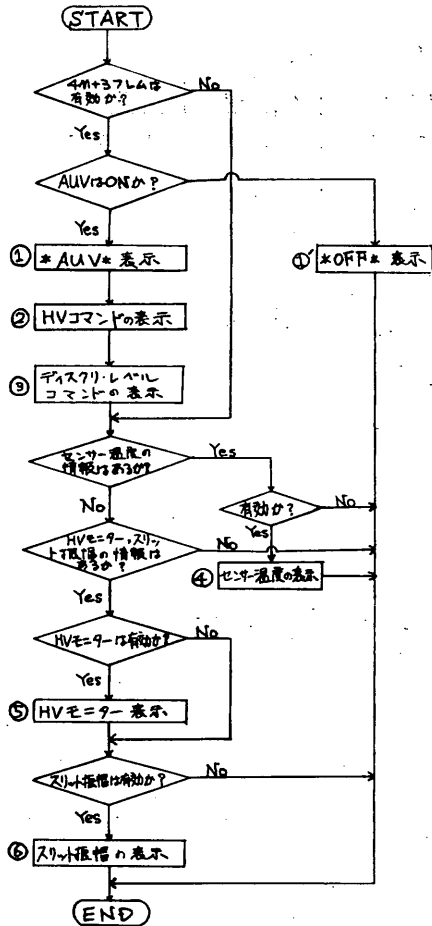 START
4M+3フレムは
有効か?
No
Yes
AUVはONか?
Yes
① *AUV* 表示
①' *OFF* 表示
② HVコマンドの表示
③ ディスクリ・レベル
コマンドの表示
センサー温度の
情報はあるか?
Yes
No
有効か?
No
Yes
HVモニター,スリッ
ト振幅の情報は
あるか?
No
④ センサー温度の表示
Yes
HVモニターは有効か?
No
Yes
⑤ HVモニター 表示
スリット振幅は有効か?
No
Yes
⑥ スリット振幅の表示
END